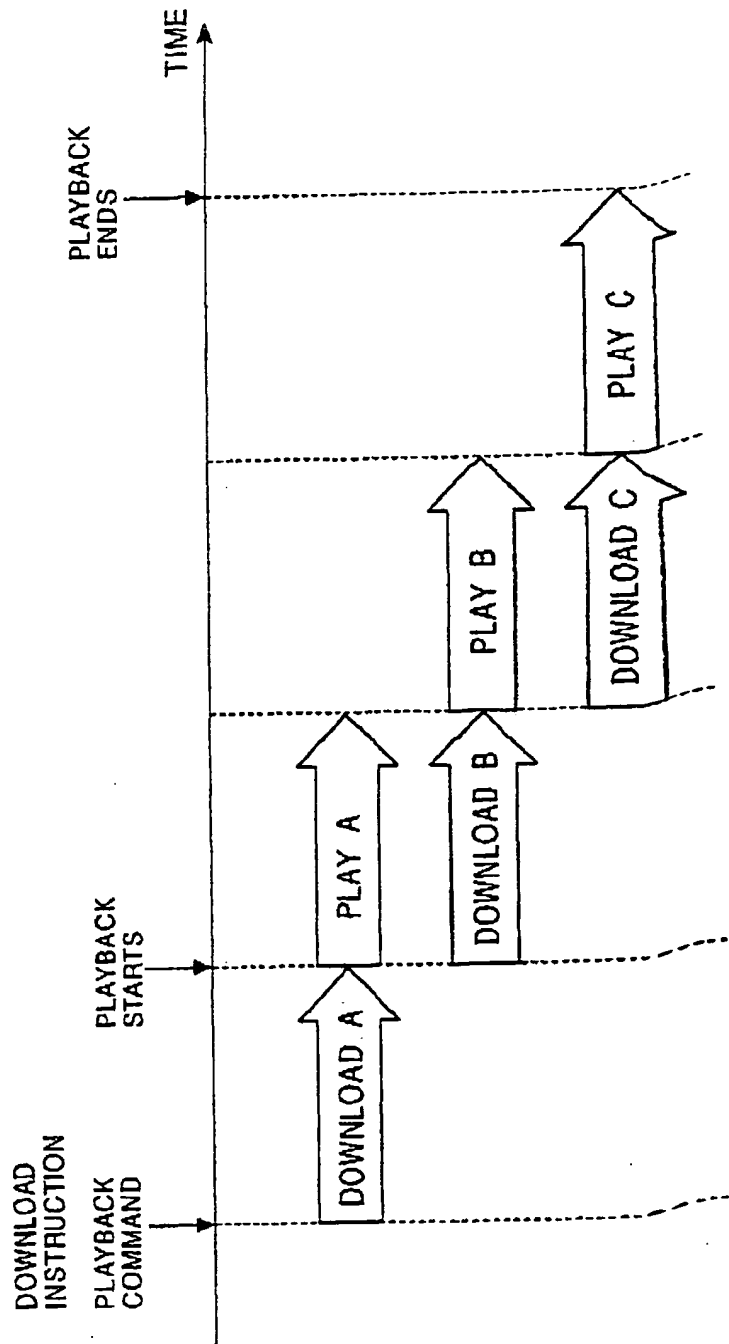 DOWNLOAD
INSTRUCTION
PLAYBACK
COMMAND
PLAYBACK
STARTS
PLAYBACK
ENDS
TIME
DOWNLOAD A
PLAY A
DOWNLOAD B
PLAY B
DOWNLOAD C
PLAY C